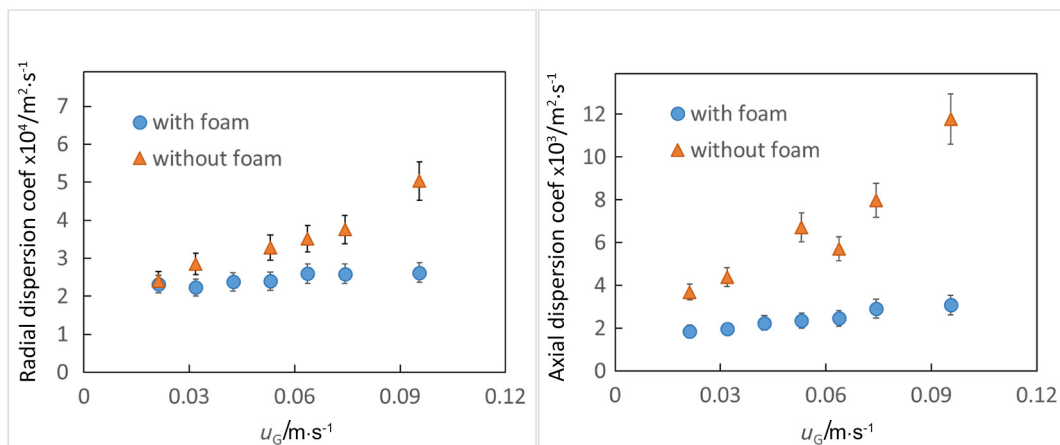 Radial dispersion coef x10⁴/m²·s⁻¹
7
6
5
4
3
2
1
0
with foam
without foam
0 0.03 0.06 0.09 0.12
u_G/m·s⁻¹
Axial dispersion coef x10³/m²·s⁻¹
12
10
8
6
4
2
0
with foam
without foam
0 0.03 0.06 0.09 0.12
u_G/m·s⁻¹